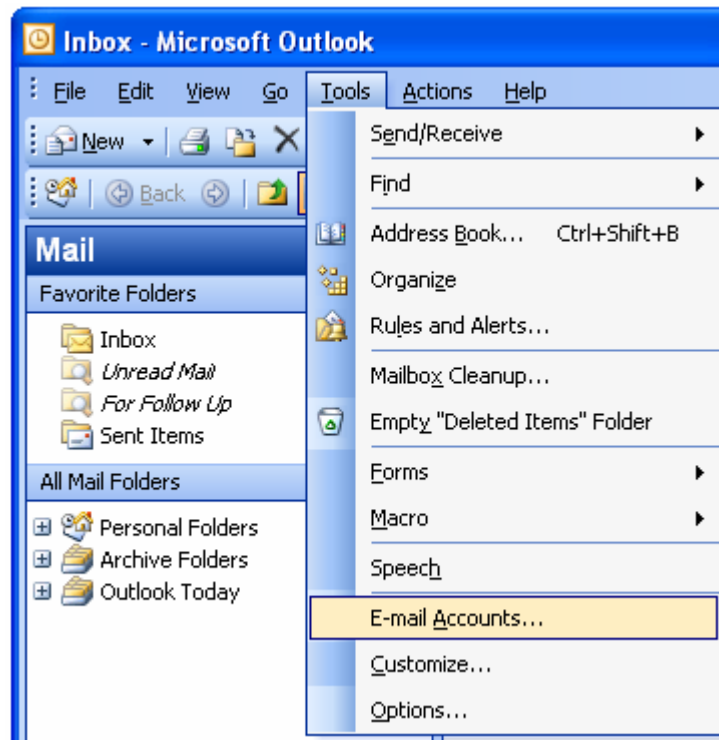 Inbox - Microsoft Outlook
File Edit View Go Tools Actions Help
New
Back
Mail
Favorite Folders
Inbox
Unread Mail
For Follow Up
Sent Items
All Mail Folders
Personal Folders
Archive Folders
Outlook Today
Send/Receive
Find
Address Book... Ctrl+Shift+B
Organize
Rules and Alerts...
Mailbox Cleanup...
Empty "Deleted Items" Folder
Forms
Macro
Speech
E-mail Accounts...
Customize...
Options...